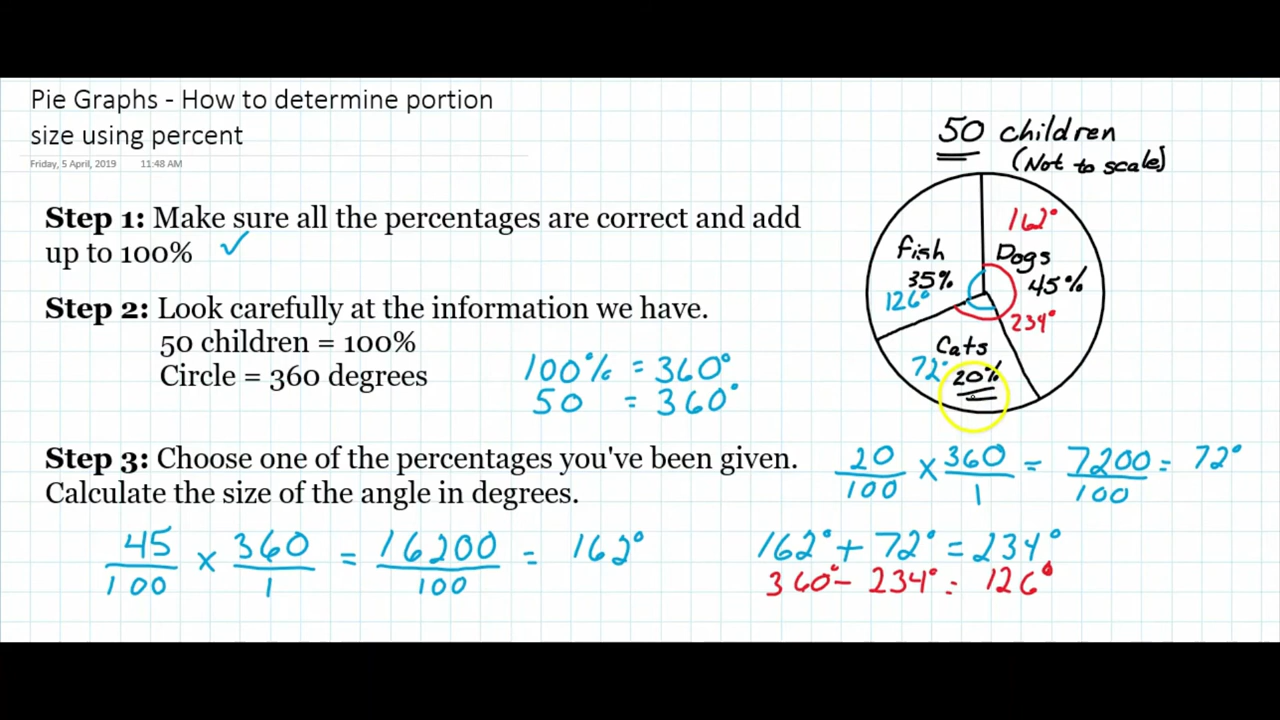 Pie Graphs - How to determine portion
size using percent
Friday, 5 April, 2019 11:48 AM
50 children
(Not to scale)
Step 1: Make sure all the percentages are correct and add
up to 100% ✓
162°
Fish
Dogs
35%
45%
126°
234°
Cats
72°
20%
Step 2: Look carefully at the information we have.
50 children = 100%
Circle = 360 degrees
100% = 360°
50 = 360°
Step 3: Choose one of the percentages you've been given.
Calculate the size of the angle in degrees.
20/100 × 360/1 = 7200/100 = 72°
45/100 × 360/1 = 16200/100 = 162°
162° + 72° = 234°
360° - 234° = 126°